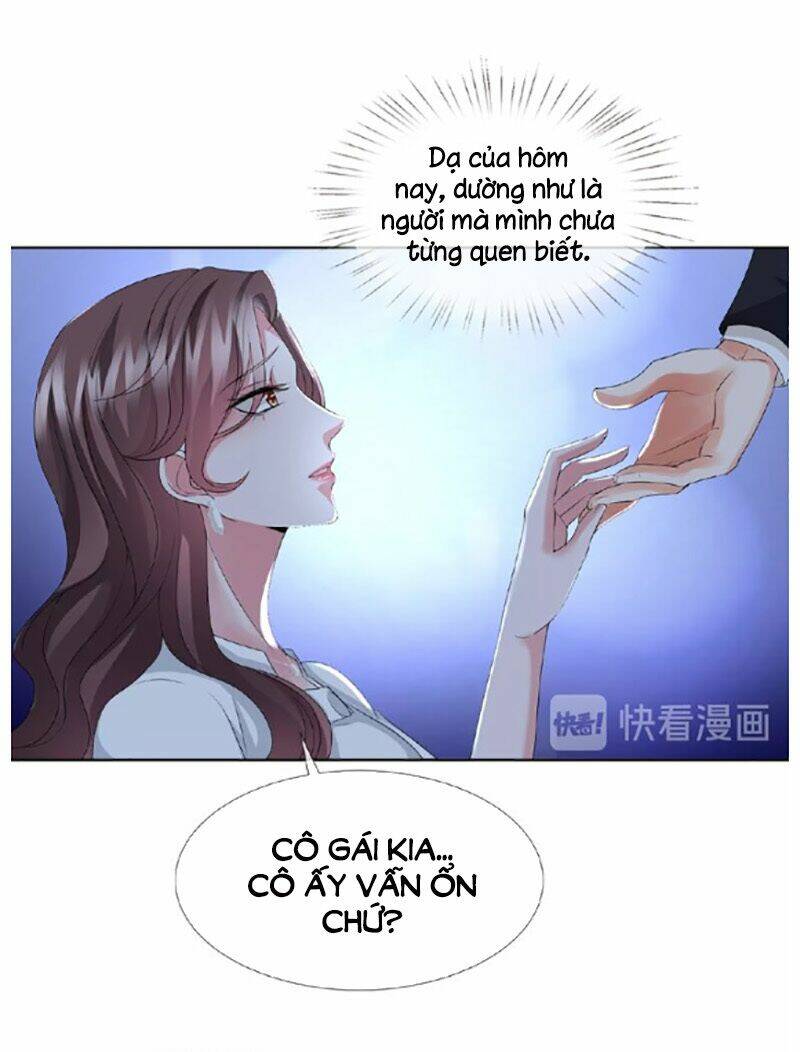 Dạ của hôm
nay, dường như là
người mà mình chưa
từng quen biết.
快看! 快看漫画
CÔ GÁI KIA...
CÔ ẤY VẪN ỔN
CHỨ?